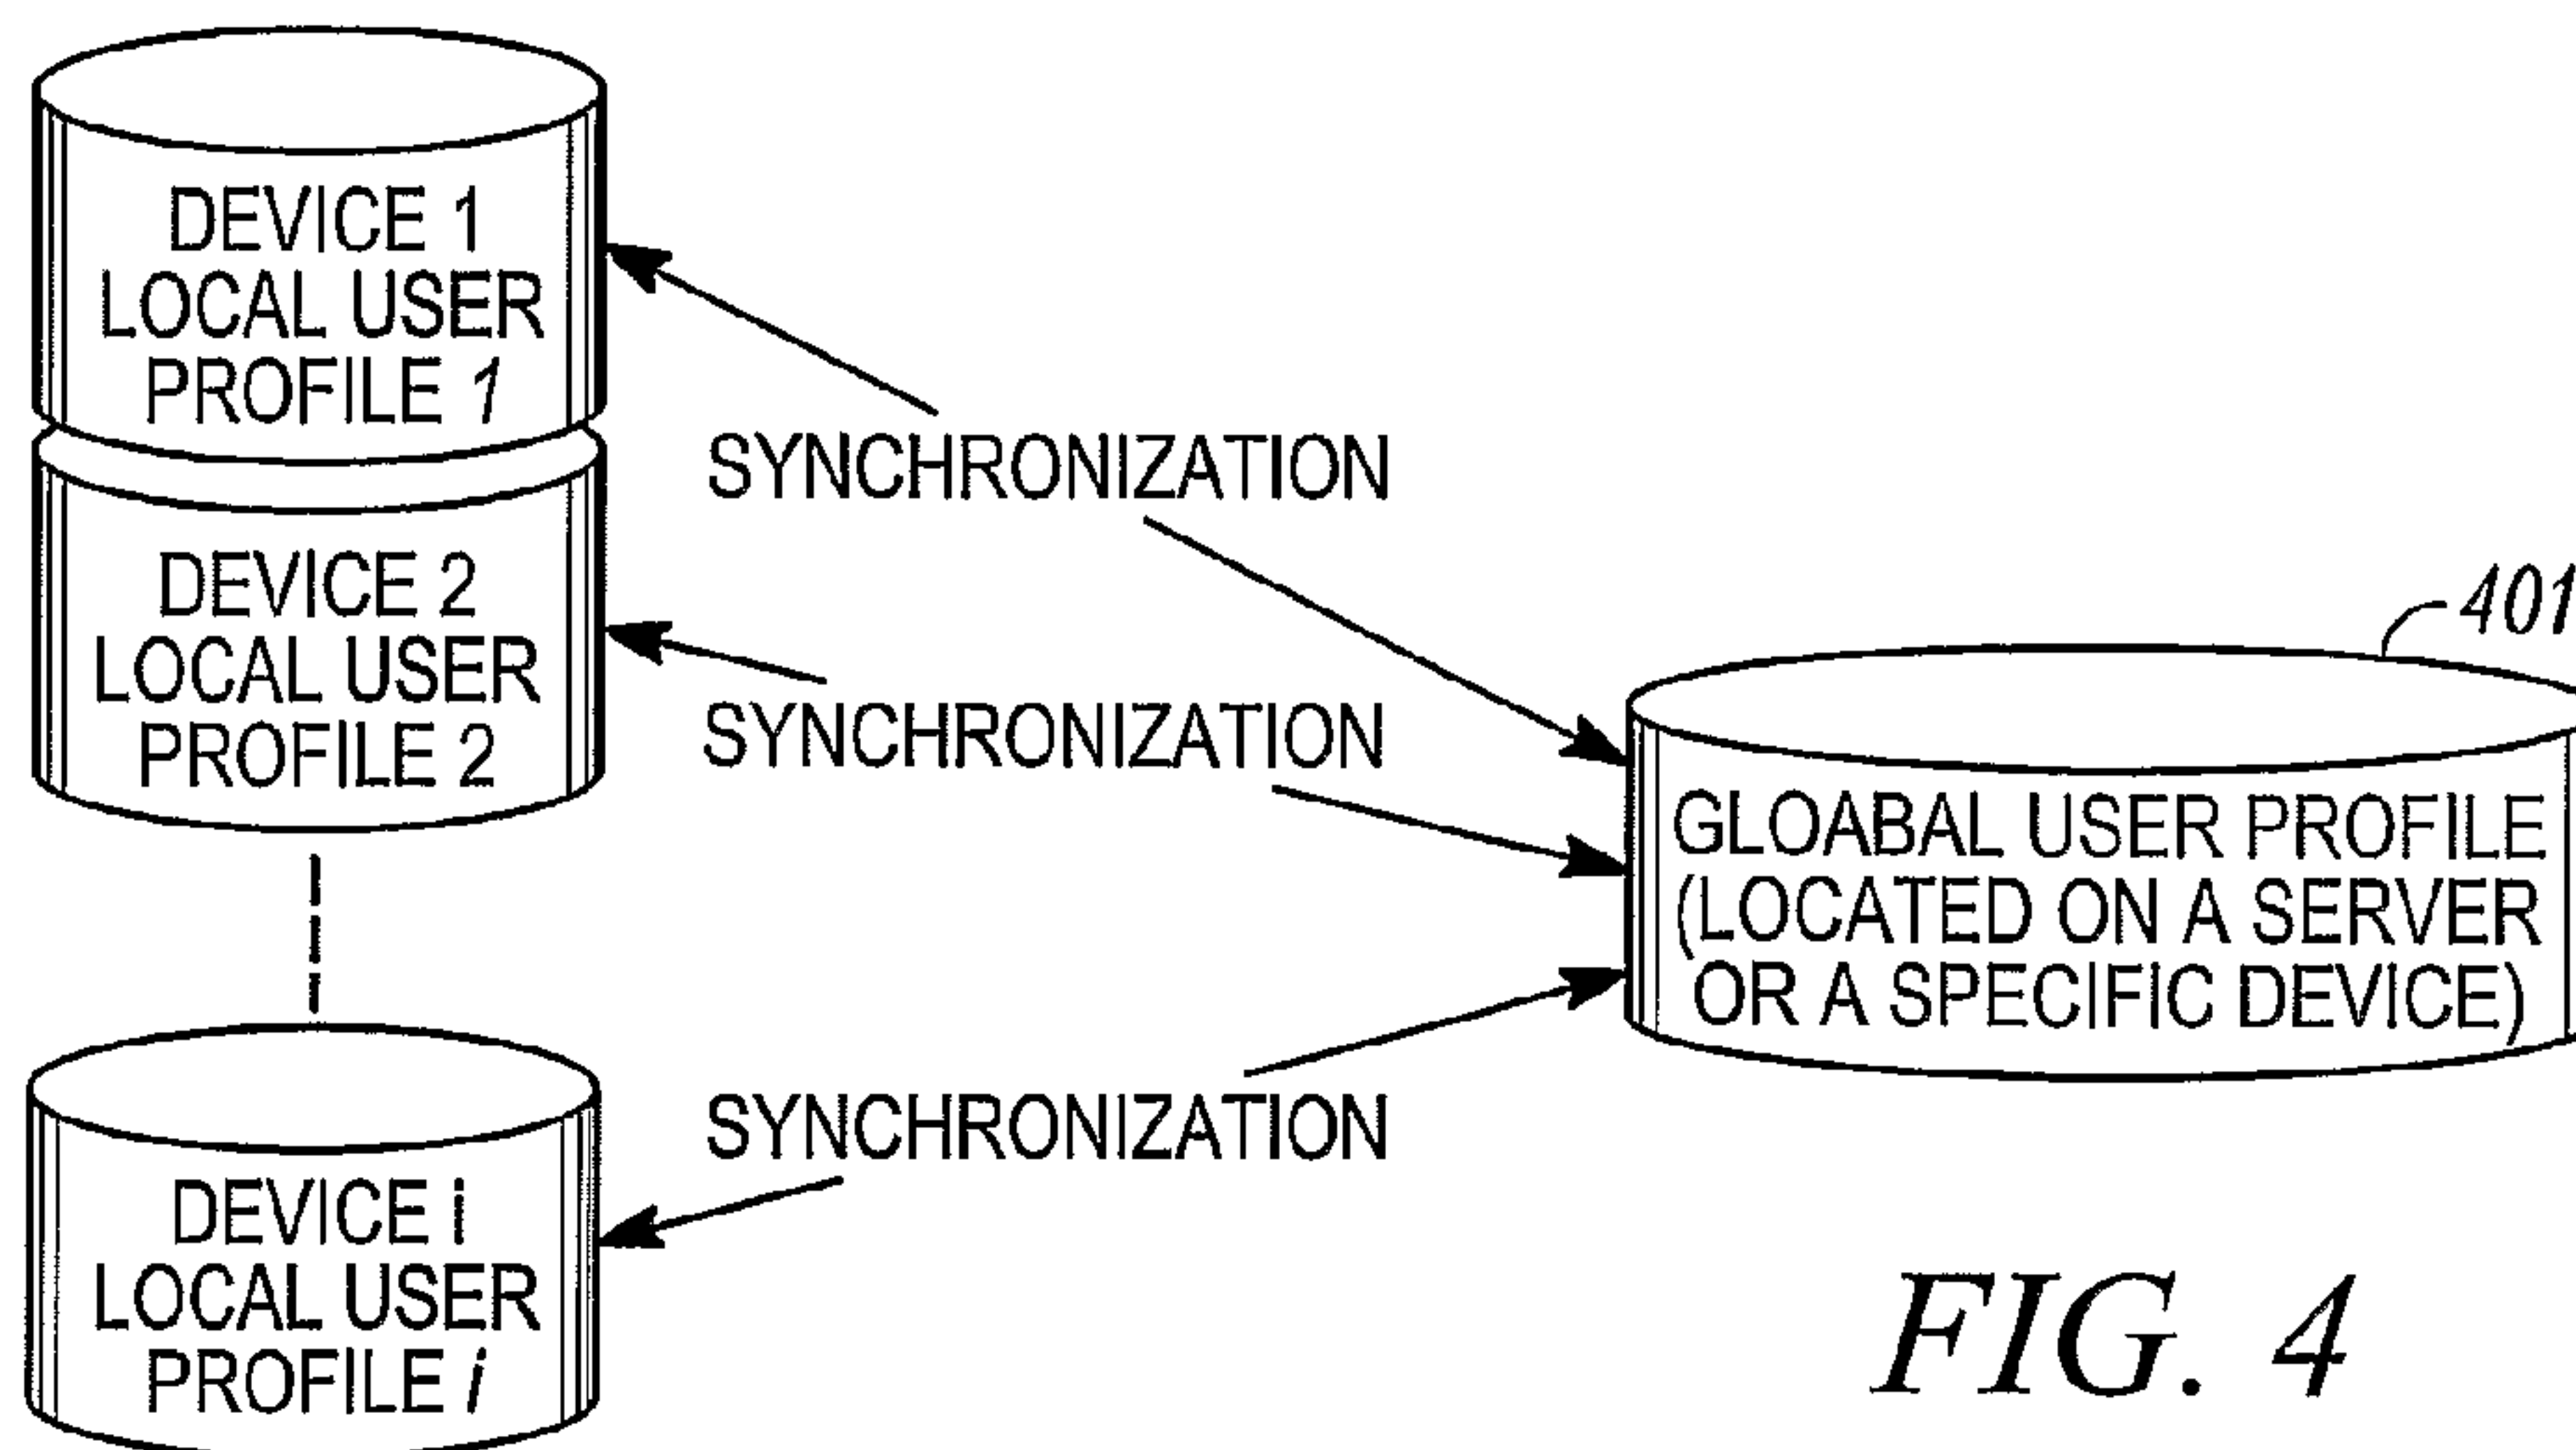 DEVICE 1
LOCAL USER
PROFILE 1
SYNCHRONIZATION
DEVICE 2
LOCAL USER
PROFILE 2
SYNCHRONIZATION
401
GLOABAL USER PROFILE
(LOCATED ON A SERVER
OR A SPECIFIC DEVICE)
SYNCHRONIZATION
DEVICE i
LOCAL USER
PROFILE i
FIG. 4